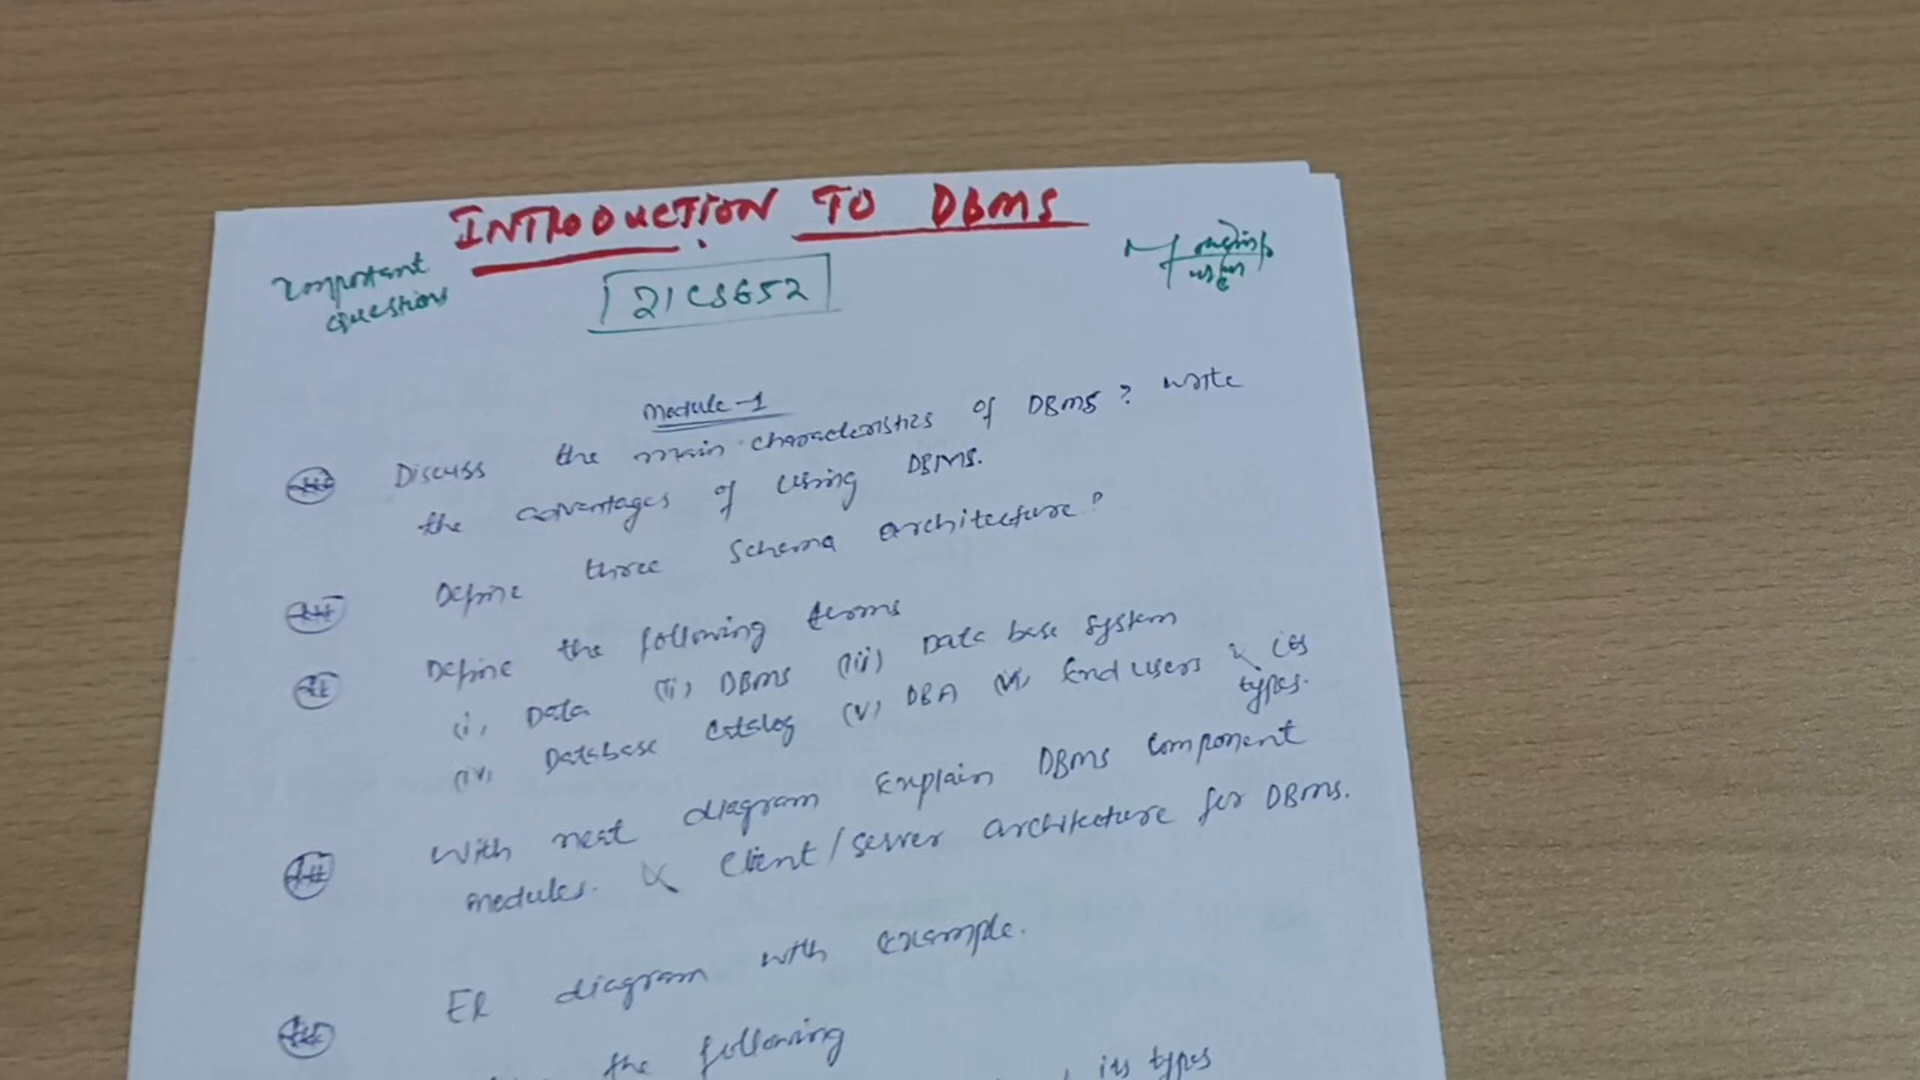 INTRODUCTION TO DBMS
Important
questions
21CS652
Module-1
Discuss the main characteristics of DBMS? write
the advantages of using DBMS.
Define three schema architecture?
Define the following terms
(i) Data (ii) DBMS (iii) Data base system
(iv) Database catalog (v) DBA (vi) End users & its
types.
With neat diagram Explain DBMS component
modules. & Client/server architecture for DBMS.
ER diagram with example.
the following
its types